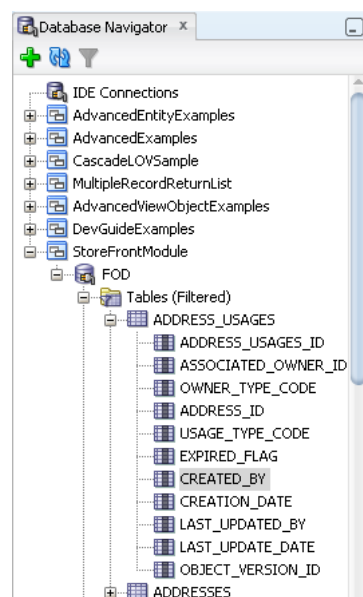 Database Navigator
IDE Connections
AdvancedEntityExamples
AdvancedExamples
CascadeLOVSample
MultipleRecordReturnList
AdvancedViewObjectExamples
DevGuideExamples
StoreFrontModule
FOD
Tables (Filtered)
ADDRESS_USAGES
ADDRESS_USAGES_ID
ASSOCIATED_OWNER_ID
OWNER_TYPE_CODE
ADDRESS_ID
USAGE_TYPE_CODE
EXPIRED_FLAG
CREATED_BY
CREATION_DATE
LAST_UPDATED_BY
LAST_UPDATE_DATE
OBJECT_VERSION_ID
ADDRESSES